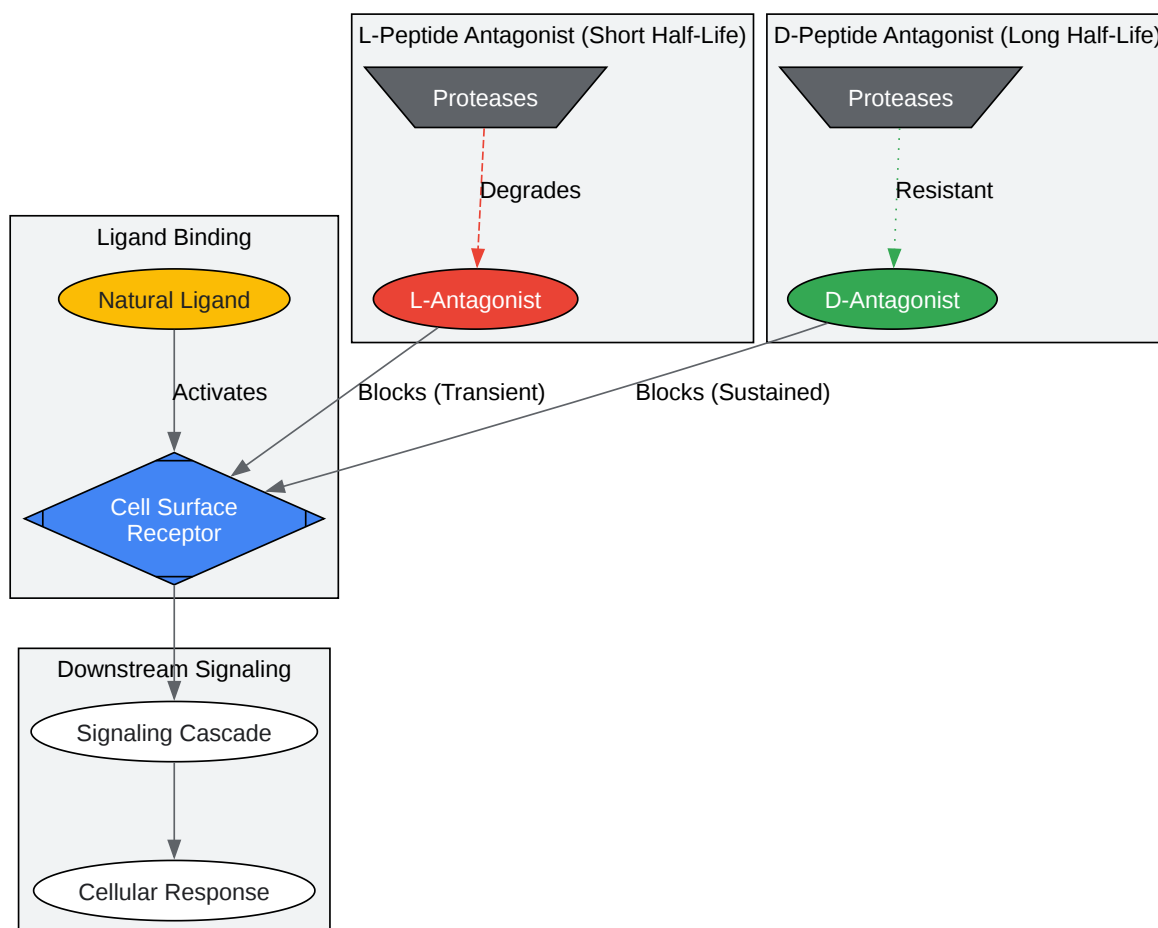 L-Peptide Antagonist (Short Half-Life)
Proteases
Degrades
L-Antagonist
Blocks (Transient)
D-Peptide Antagonist (Long Half-Life)
Proteases
Resistant
D-Antagonist
Blocks (Sustained)
Ligand Binding
Natural Ligand
Activates
Cell Surface
Receptor
Downstream Signaling
Signaling Cascade
Cellular Response